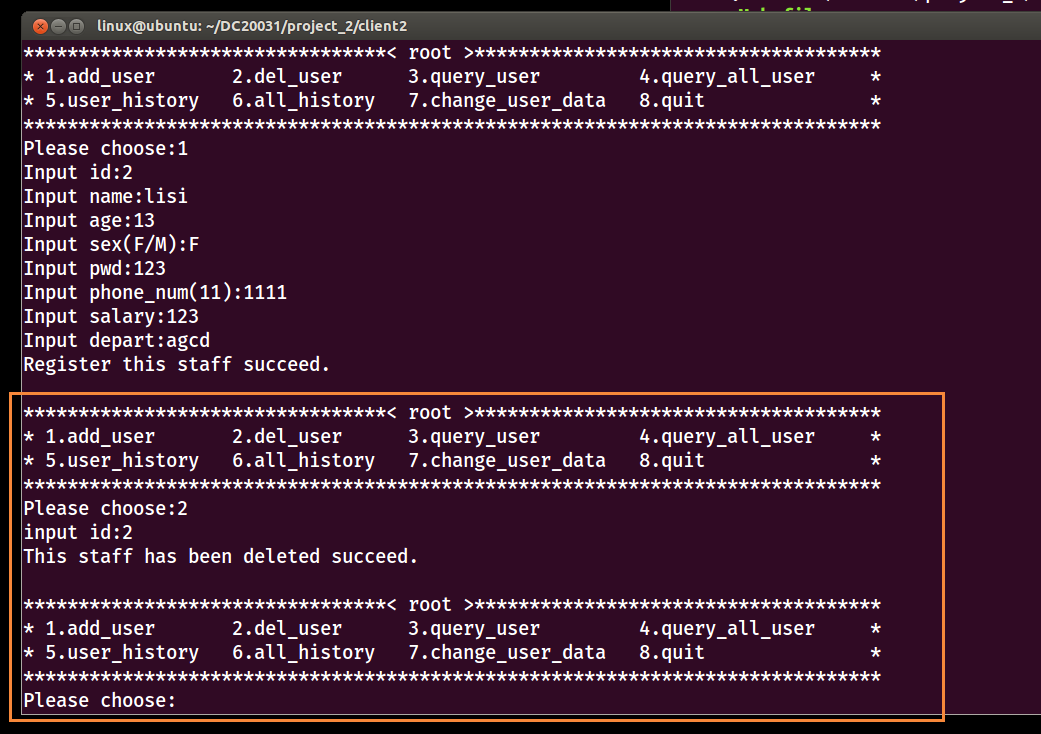 linux@ubuntu: ~/DC20031/project_2/client2
*********************************< root >*************************************
* 1.add_user       2.del_user      3.query_user         4.query_all_user     *
* 5.user_history   6.all_history   7.change_user_data   8.quit               *
******************************************************************************
Please choose:1
Input id:2
Input name:lisi
Input age:13
Input sex(F/M):F
Input pwd:123
Input phone_num(11):1111
Input salary:123
Input depart:agcd
Register this staff succeed.
*********************************< root >*************************************
* 1.add_user       2.del_user      3.query_user         4.query_all_user     *
* 5.user_history   6.all_history   7.change_user_data   8.quit               *
******************************************************************************
Please choose:2
input id:2
This staff has been deleted succeed.
*********************************< root >*************************************
* 1.add_user       2.del_user      3.query_user         4.query_all_user     *
* 5.user_history   6.all_history   7.change_user_data   8.quit               *
******************************************************************************
Please choose: